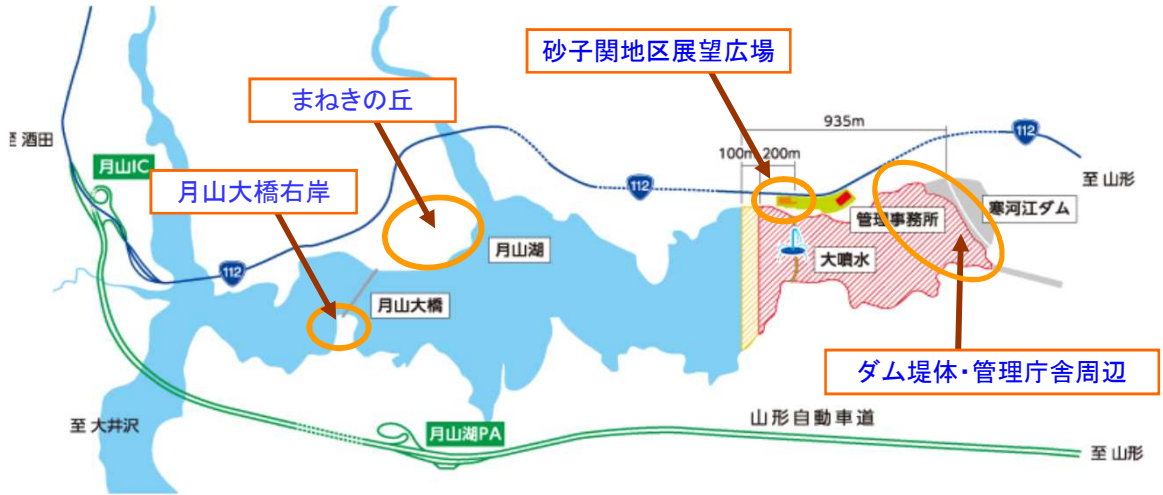 砂子関地区展望広場
まねきの丘
935m
112
至 酒田
100m
200m
月山IC
112
至 山形
月山大橋右岸
管理事務所
寒河江ダム
月山湖
大噴水
112
月山大橋
ダム堤体・管理庁舎周辺
至 大井沢
月山湖PA
山形自動車道
至 山形